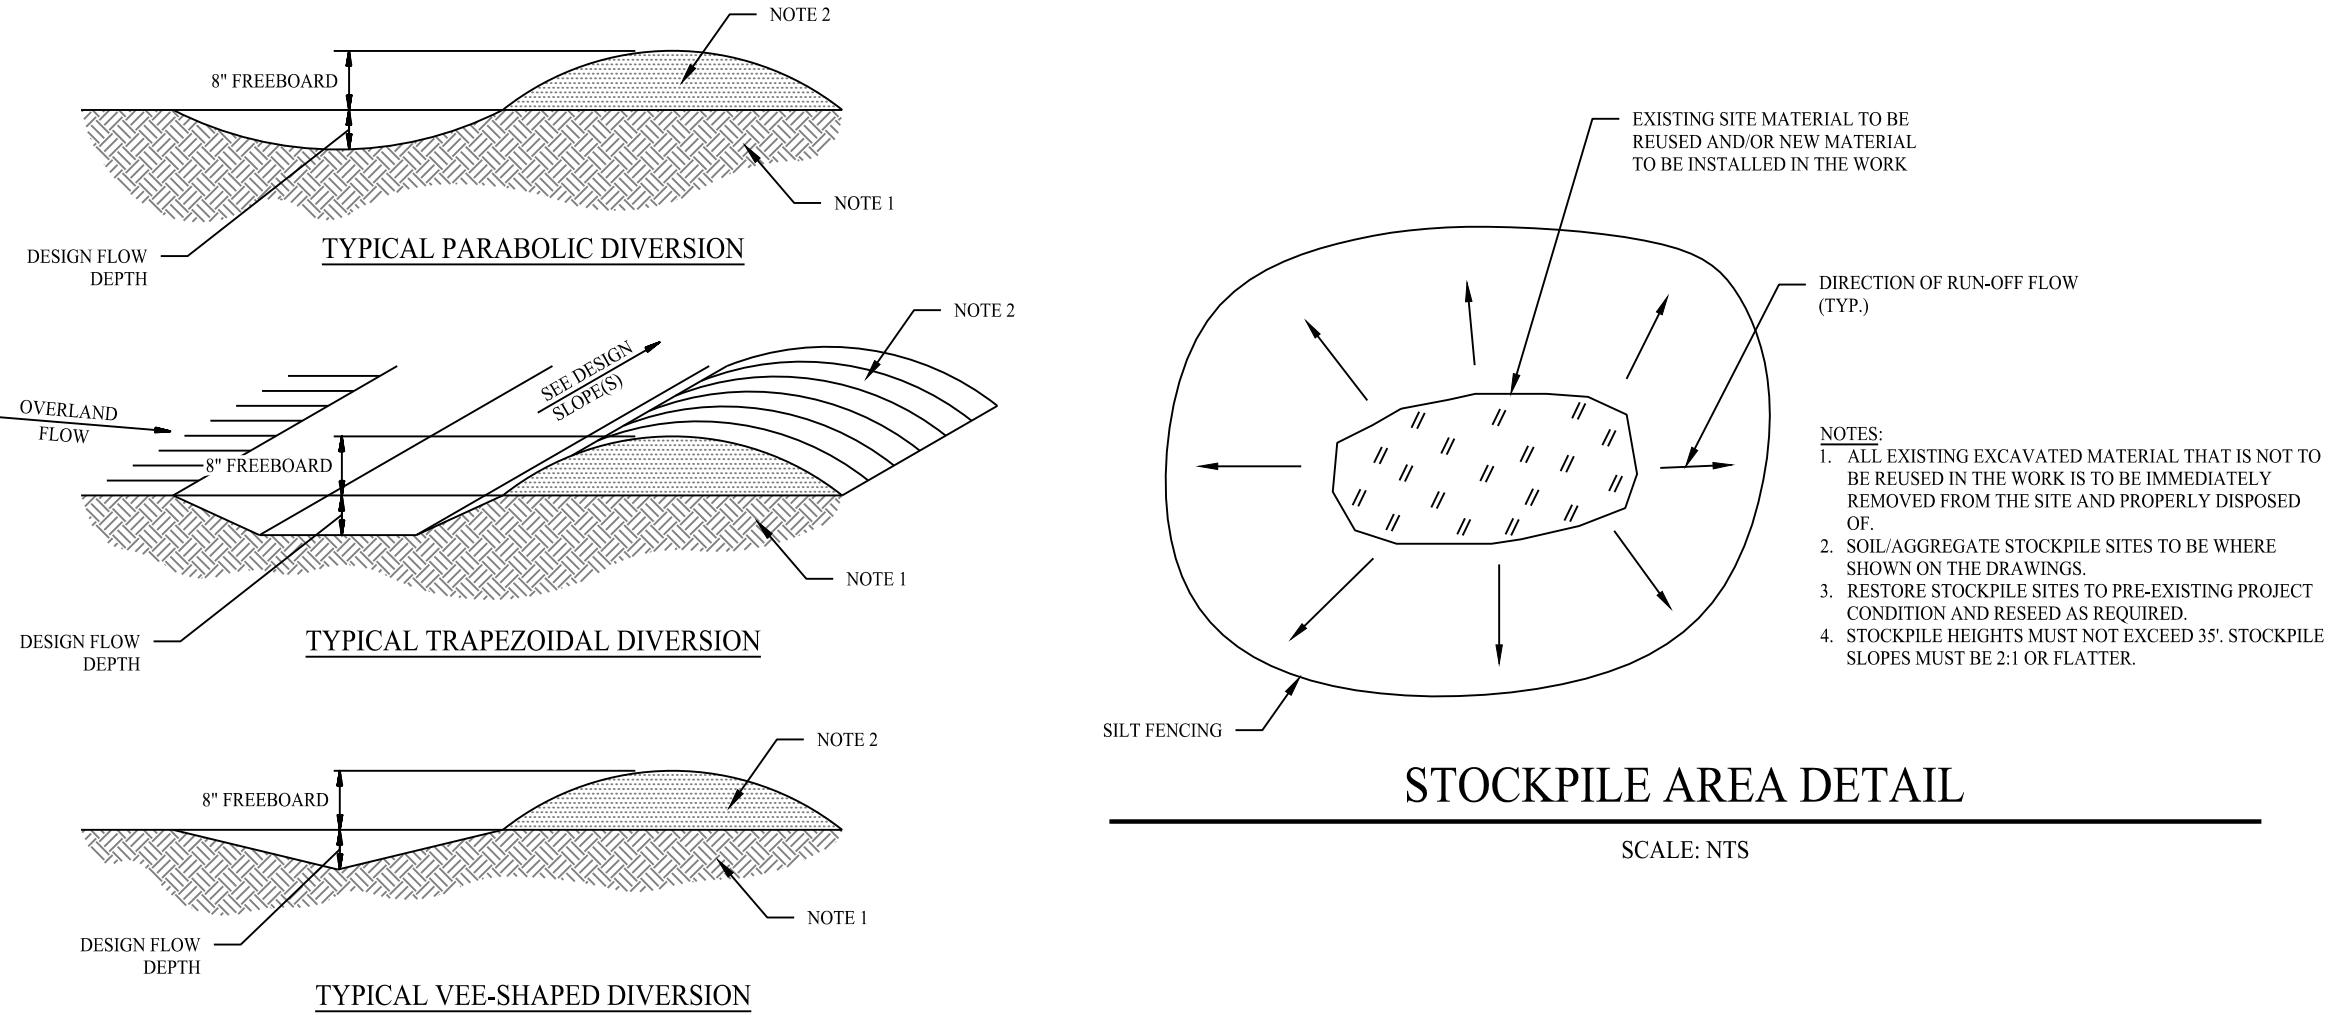 NOTE 2
8" FREEBOARD
NOTE 1
DESIGN FLOW
DEPTH
TYPICAL PARABOLIC DIVERSION
NOTE 2
SEE DESIGN
SLOPE(S)
OVERLAND
FLOW
8" FREEBOARD
NOTE 1
DESIGN FLOW
DEPTH
TYPICAL TRAPEZOIDAL DIVERSION
NOTE 2
8" FREEBOARD
NOTE 1
DESIGN FLOW
DEPTH
TYPICAL VEE-SHAPED DIVERSION
EXISTING SITE MATERIAL TO BE
REUSED AND/OR NEW MATERIAL
TO BE INSTALLED IN THE WORK
DIRECTION OF RUN-OFF FLOW
(TYP.)
NOTES:
1. ALL EXISTING EXCAVATED MATERIAL THAT IS NOT TO
BE REUSED IN THE WORK IS TO BE IMMEDIATELY
REMOVED FROM THE SITE AND PROPERLY DISPOSED
OF.
2. SOIL/AGGREGATE STOCKPILE SITES TO BE WHERE
SHOWN ON THE DRAWINGS.
3. RESTORE STOCKPILE SITES TO PRE-EXISTING PROJECT
CONDITION AND RESEED AS REQUIRED.
4. STOCKPILE HEIGHTS MUST NOT EXCEED 35'. STOCKPILE
SLOPES MUST BE 2:1 OR FLATTER.
SILT FENCING
STOCKPILE AREA DETAIL
SCALE: NTS